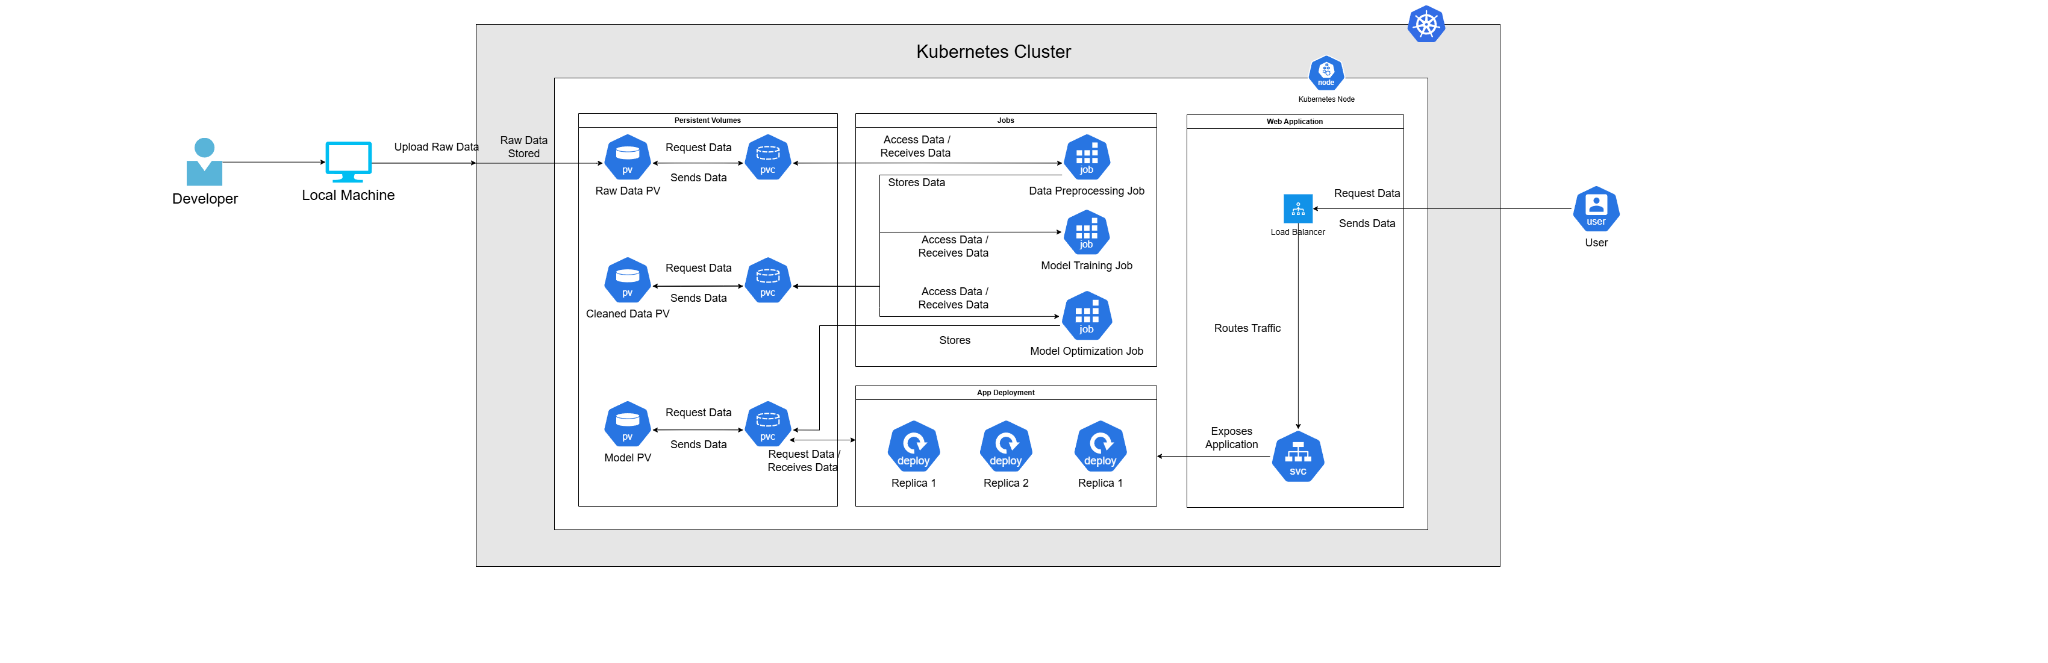 Kubernetes Cluster
node
Kubernetes Node
Developer
Local Machine
Upload Raw Data
Raw Data
Stored
Persistent Volumes
pv
Raw Data PV
Request Data
Sends Data
pvc
pv
Cleaned Data PV
Request Data
Sends Data
pvc
pv
Model PV
Request Data
Sends Data
pvc
Request Data /
Receives Data
Jobs
Access Data /
Receives Data
Stores Data
job
Data Preprocessing Job
Access Data /
Receives Data
job
Model Training Job
Access Data /
Receives Data
job
Model Optimization Job
Stores
App Deployment
deploy
Replica 1
deploy
Replica 2
deploy
Replica 1
Web Application
Load Balancer
Routes Traffic
Exposes
Application
svc
Request Data
Sends Data
user
User